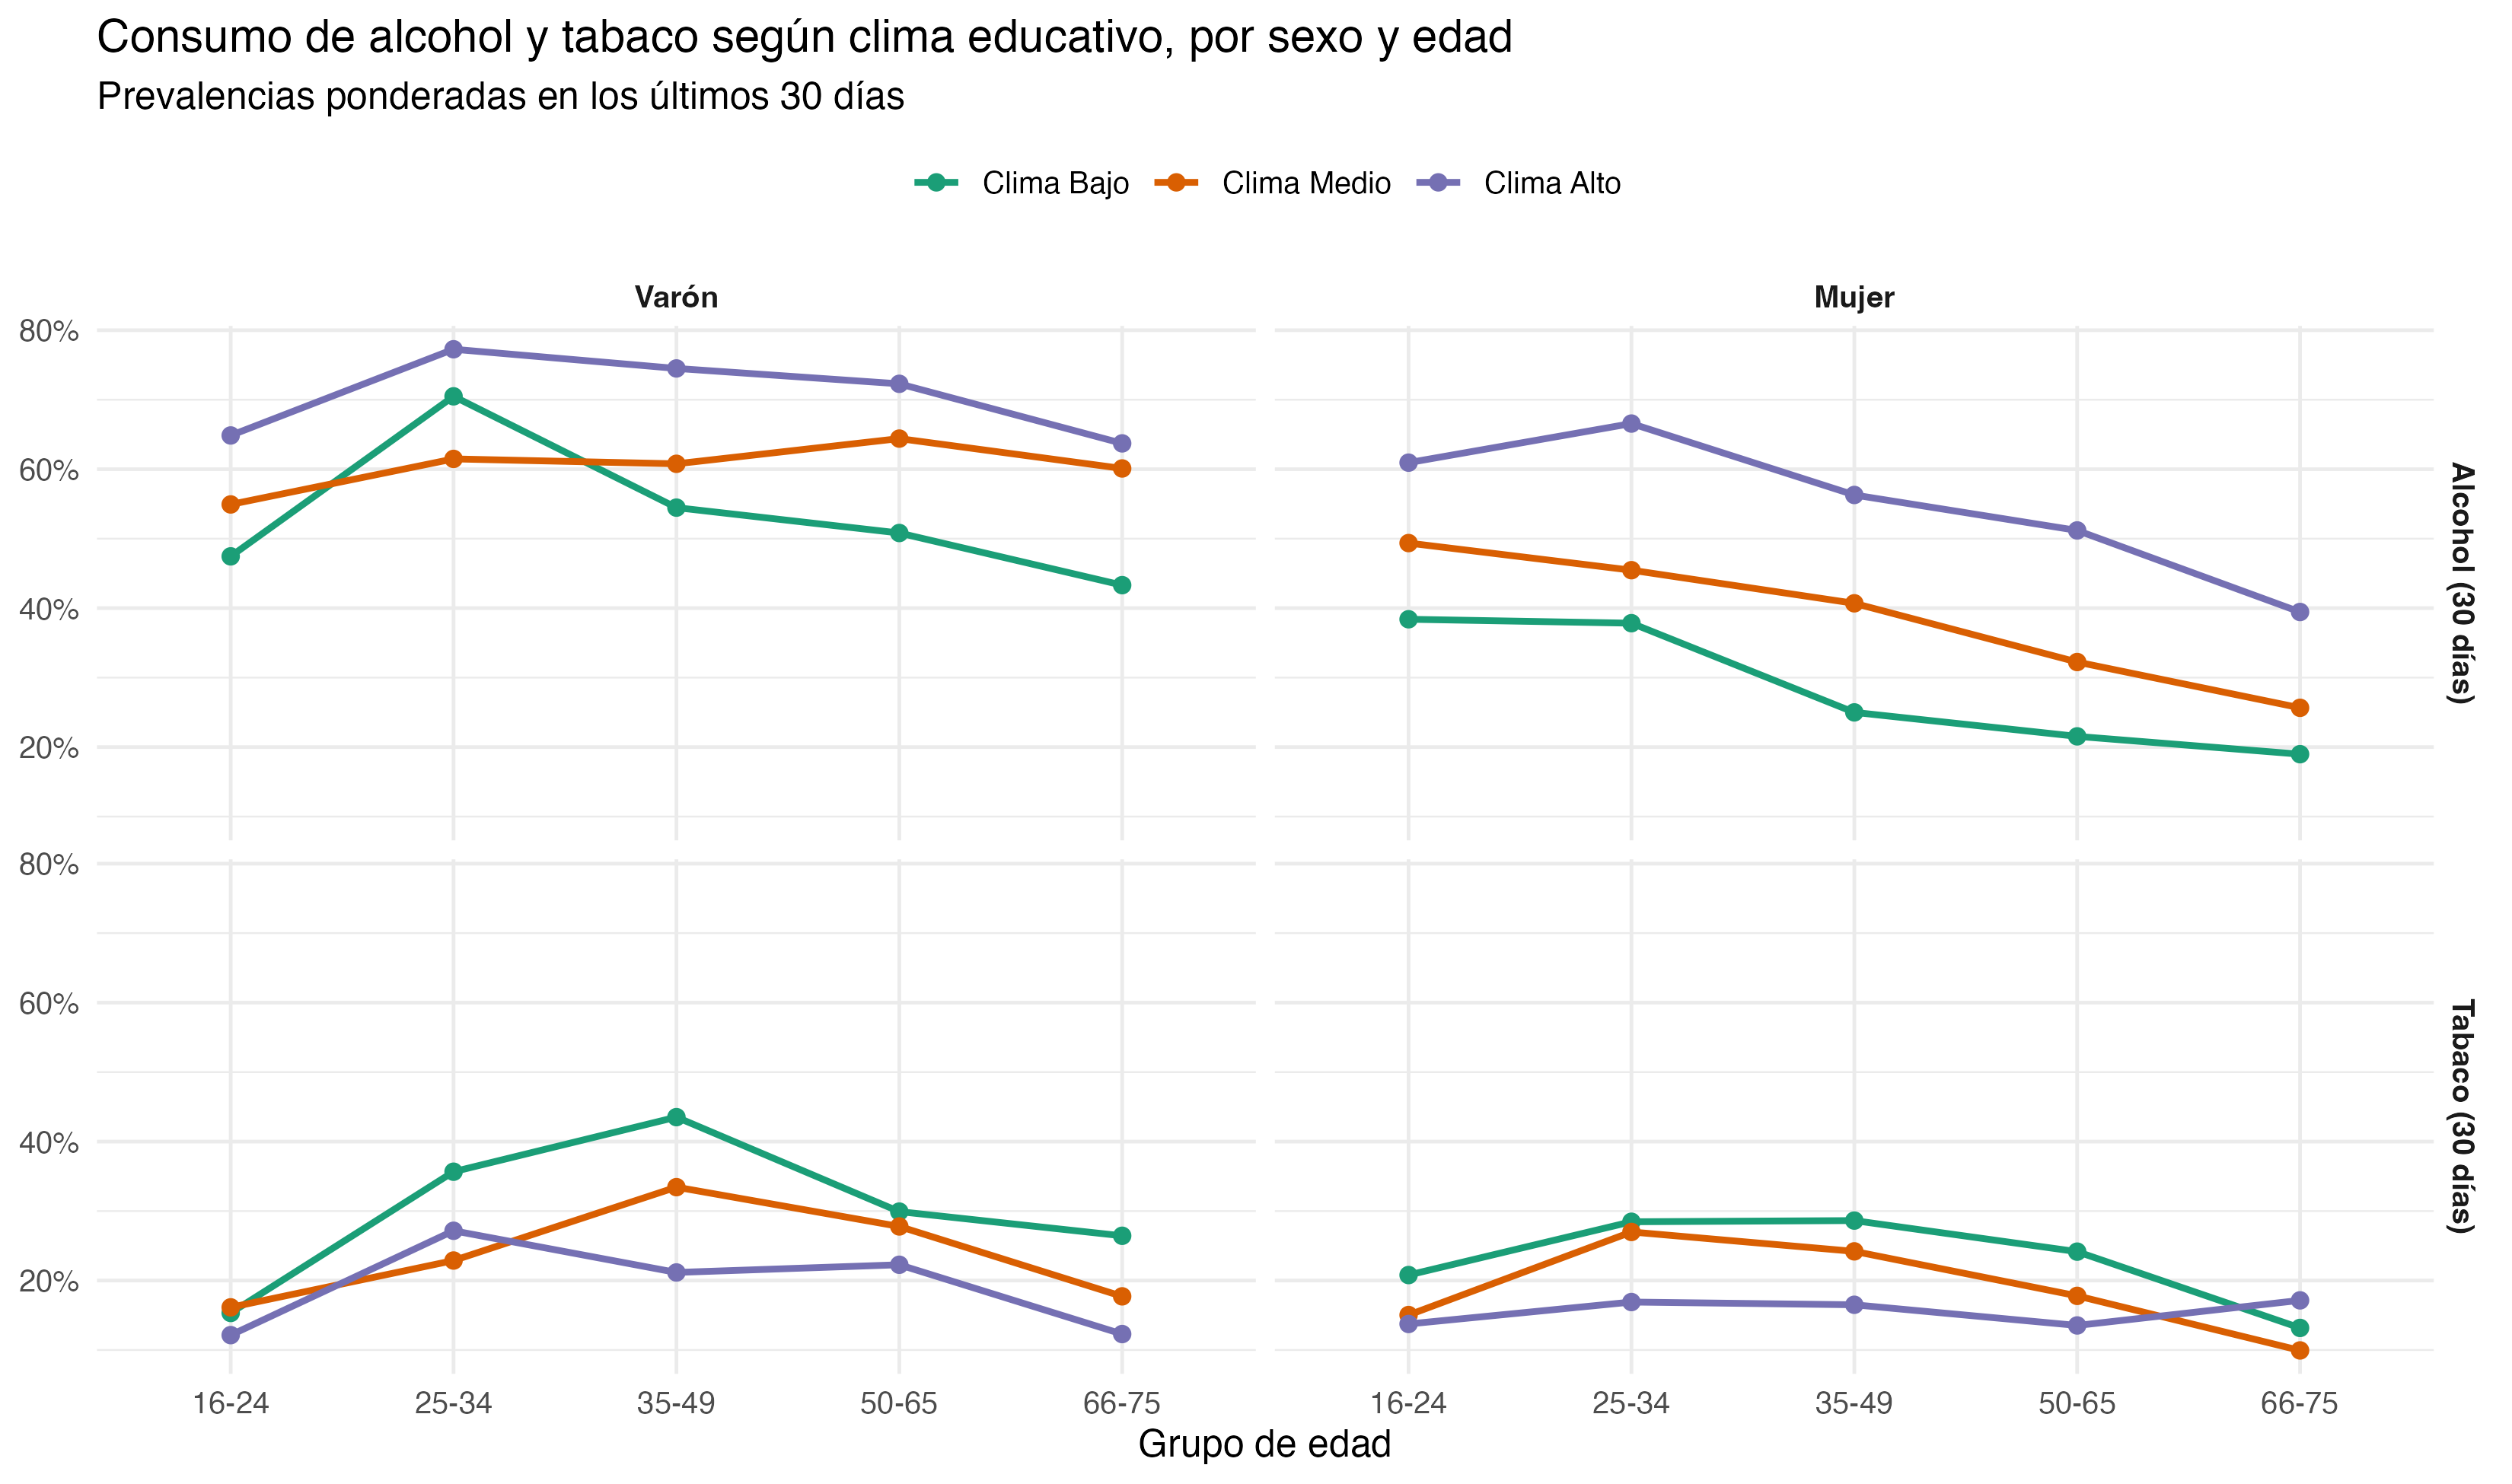 Consumo de alcohol y tabaco según clima educativo, por sexo y edad
Prevalencias ponderadas en los últimos 30 días
Clima Bajo Clima Medio Clima Alto
Varón Mujer
80%
60%
40%
20%
Alcohol (30 días)
80%
60%
40%
20%
Tabaco (30 días)
16-24 25-34 35-49 50-65 66-75 16-24 25-34 35-49 50-65 66-75
Grupo de edad